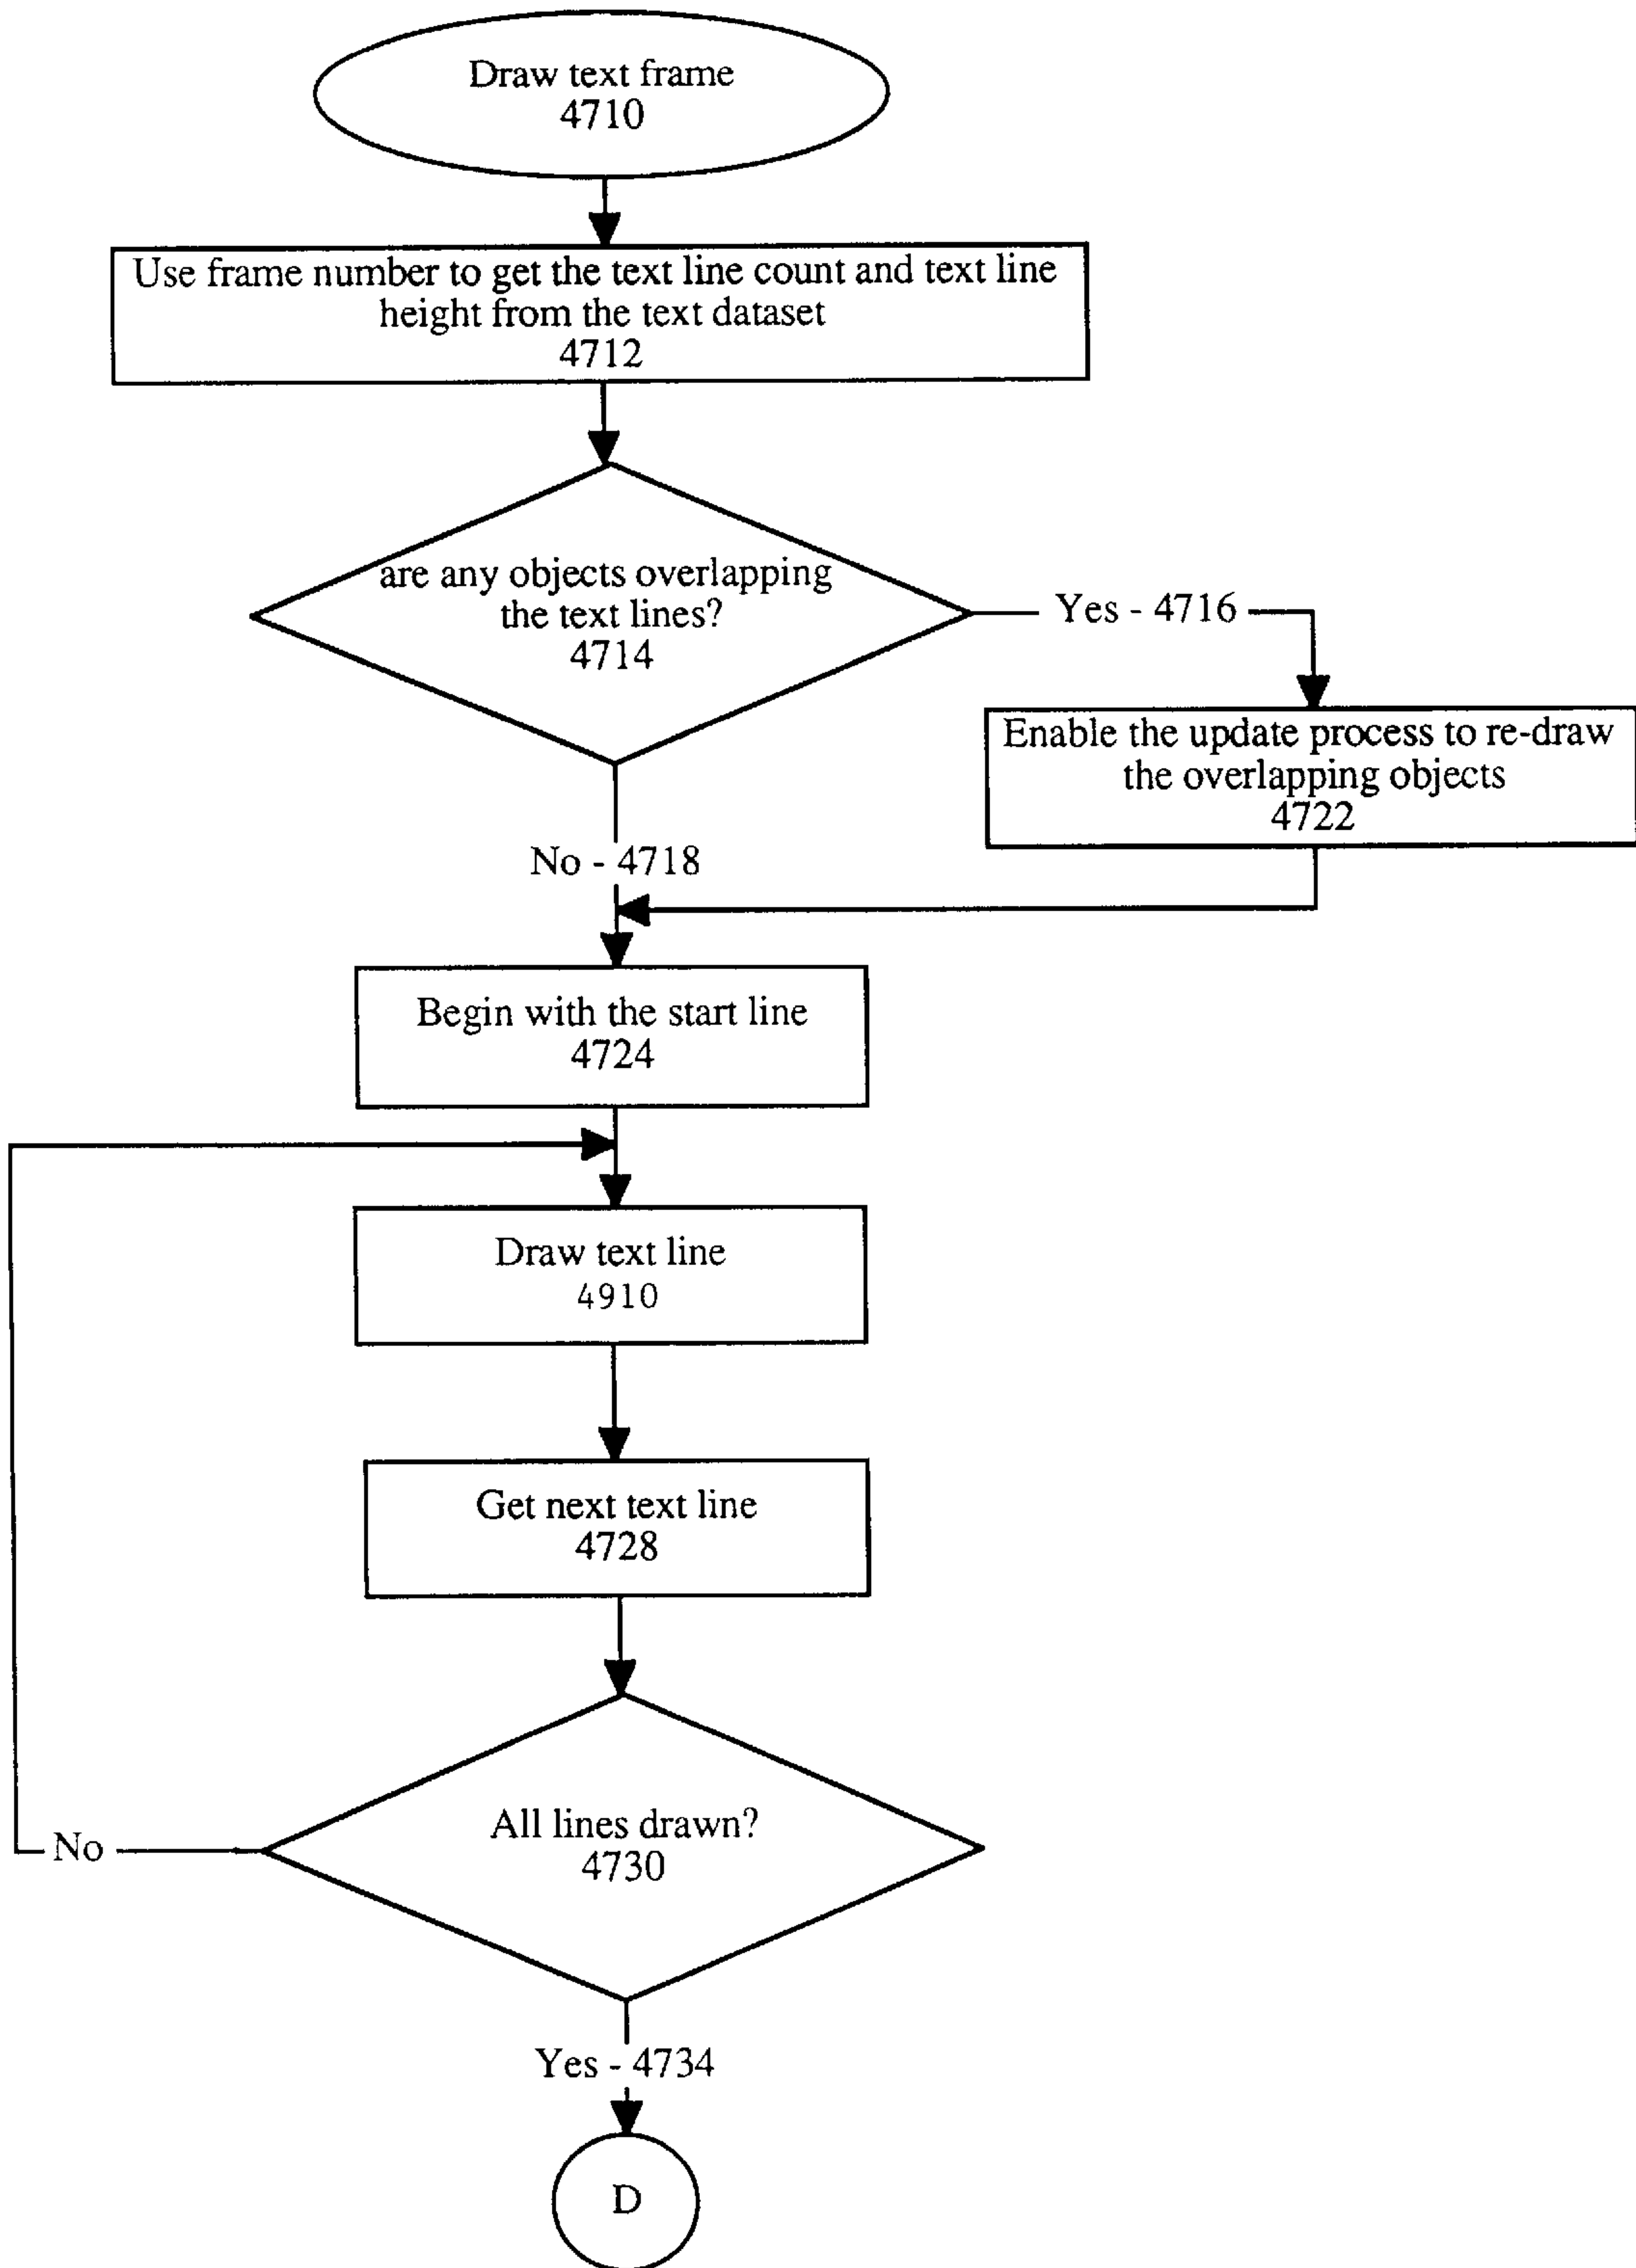 Draw text frame
4710
Use frame number to get the text line count and text line
height from the text dataset
4712
are any objects overlapping
the text lines?
4714
Yes - 4716
Enable the update process to re-draw
the overlapping objects
4722
No - 4718
Begin with the start line
4724
Draw text line
4910
Get next text line
4728
All lines drawn?
4730
No
Yes - 4734
D